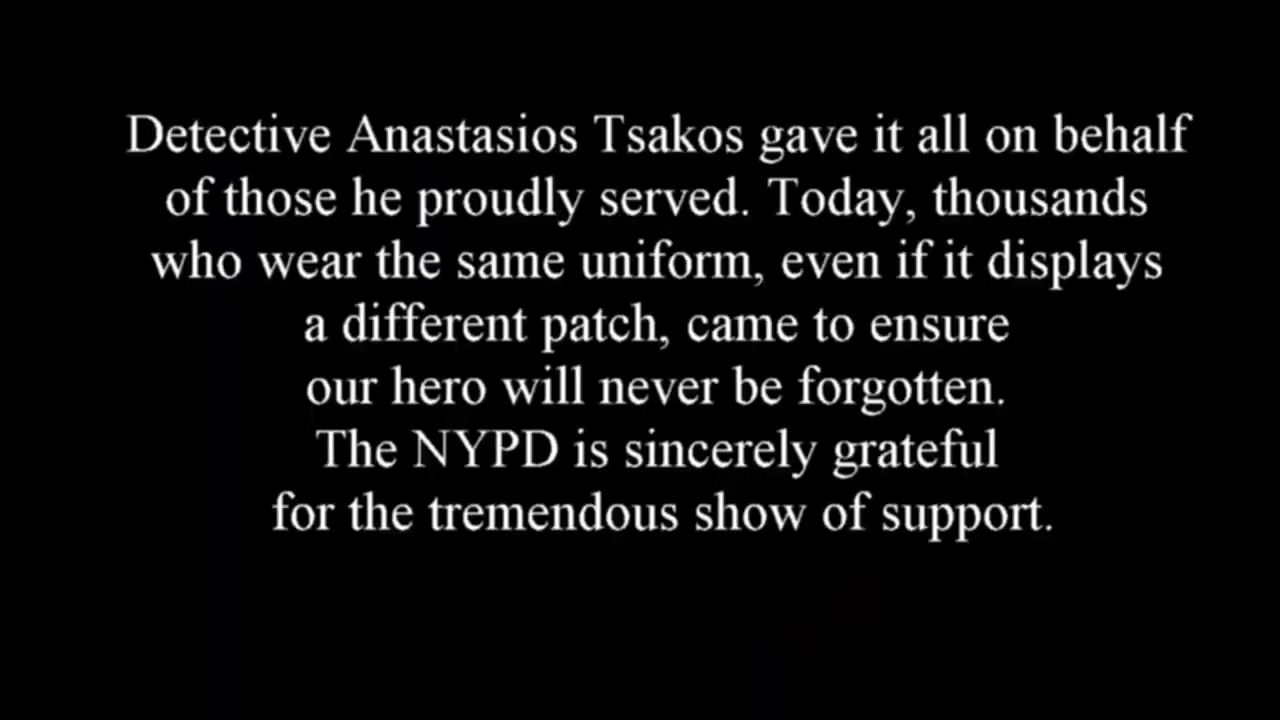 Detective Anastasios Tsakos gave it all on behalf
of those he proudly served. Today, thousands
who wear the same uniform, even if it displays
a different patch, came to ensure
our hero will never be forgotten.
The NYPD is sincerely grateful
for the tremendous show of support.